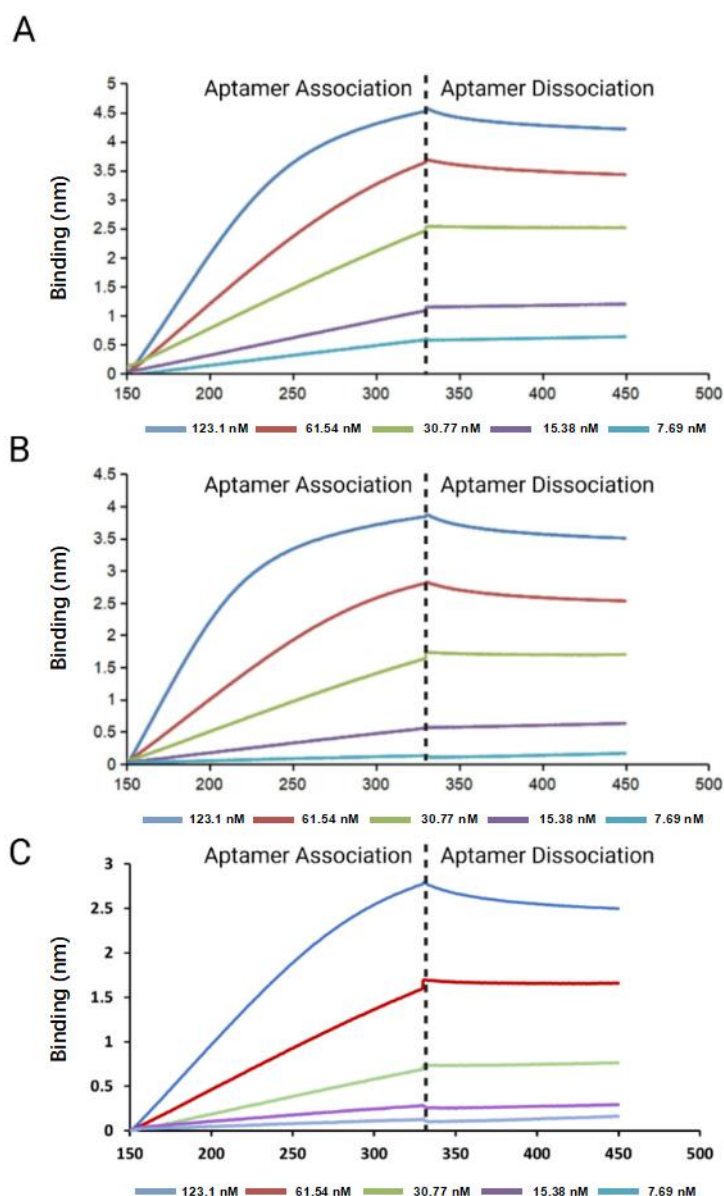 A
Aptamer Association Aptamer Dissociation
Binding (nm)
5
4.5
4
3.5
3
2.5
2
1.5
1
0.5
0
150 200 250 300 350 400 450 500
123.1 nM 61.54 nM 30.77 nM 15.38 nM 7.69 nM
B
Aptamer Association Aptamer Dissociation
Binding (nm)
4.5
4
3.5
3
2.5
2
1.5
1
0.5
0
150 200 250 300 350 400 450 500
123.1 nM 61.54 nM 30.77 nM 15.38 nM 7.69 nM
C
Aptamer Association Aptamer Dissociation
Binding (nm)
3
2.5
2
1.5
1
0.5
0
150 200 250 300 350 400 450 500
123.1 nM 61.54 nM 30.77 nM 15.38 nM 7.69 nM